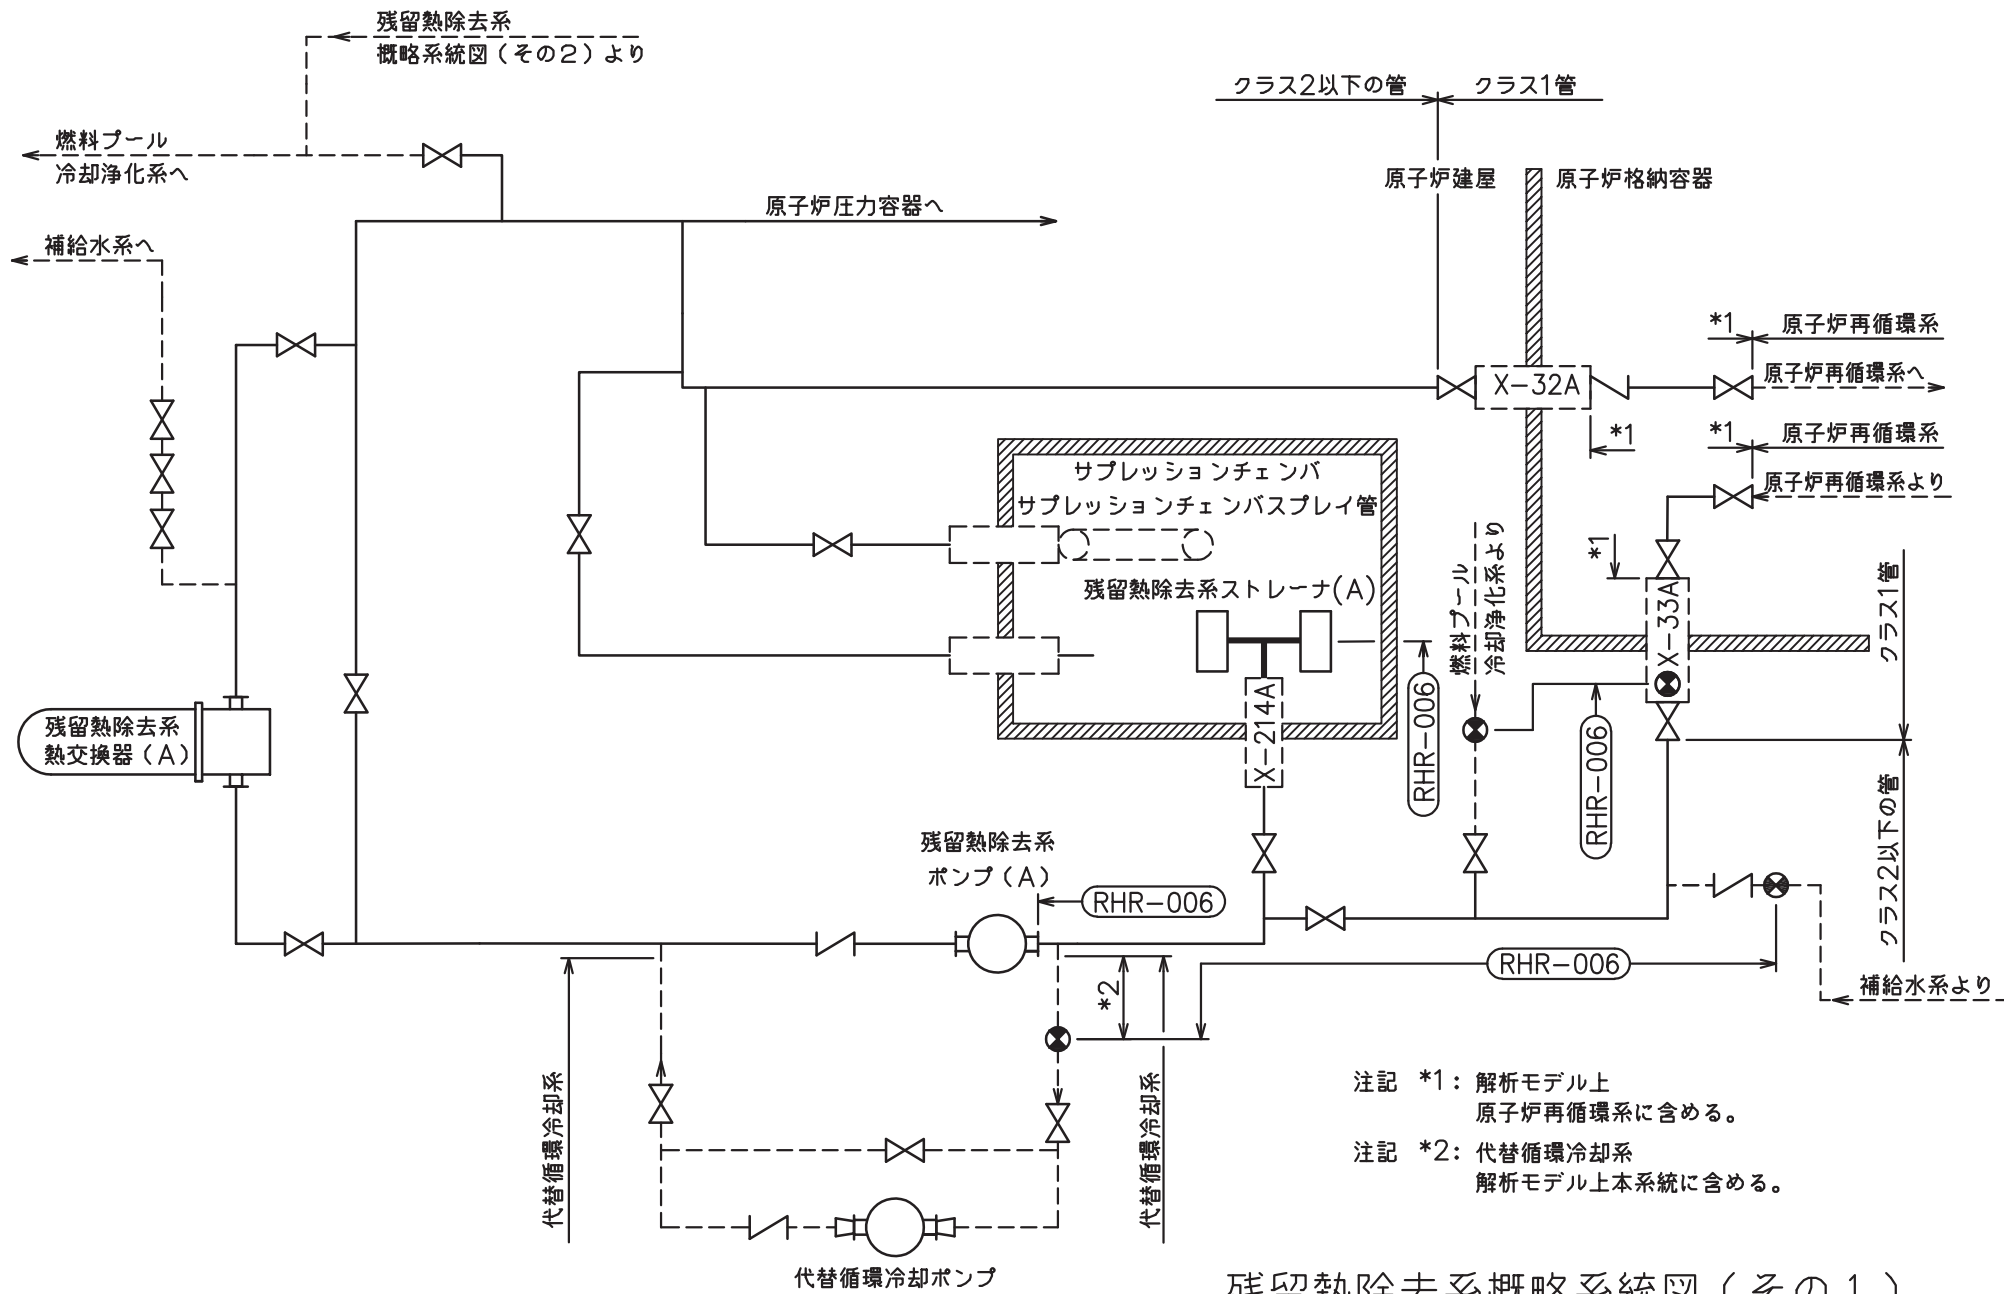 残留熱除去系
概略系統図（その２）より
クラス2以下の管
クラス1管
燃料プール
冷却浄化系へ
原子炉建屋
原子炉格納容器
原子炉圧力容器へ
補給水系へ
*1
原子炉再循環系
原子炉再循環系へ
X-32A
*1
*1
原子炉再循環系
原子炉再循環系より
サプレッションチェンバ
サプレッションチェンバスプレイ管
残留熱除去系ストレーナ(A)
燃料プール
冷却浄化系より
*1
X-33A
クラス1管
クラス2以下の管
X-214A
RHR-006
RHR-006
残留熱除去系
熱交換器（A）
残留熱除去系
ポンプ（A）
RHR-006
RHR-006
*2
補給水系より
代替循環冷却系
代替循環冷却系
代替循環冷却ポンプ
注記 *1: 解析モデル上
原子炉再循環系に含める。
注記 *2: 代替循環冷却系
解析モデル上本系統に含める。
残留熱除去系概略系統図（その１）